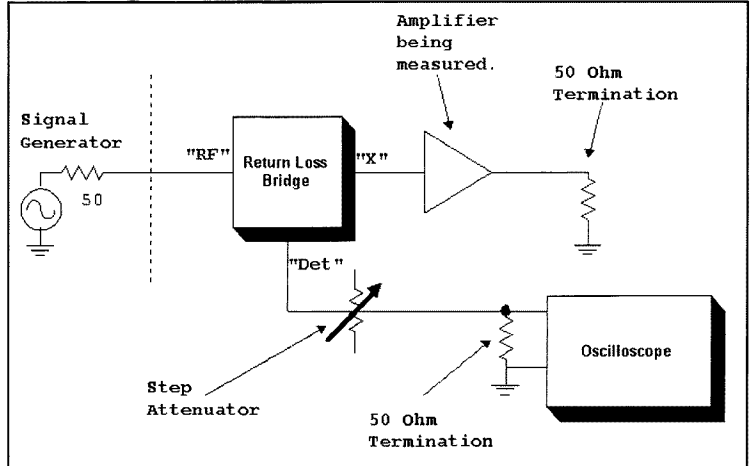 Amplifier
being
measured.
50 Ohm
Termination
Signal
Generator
50
"RF"
Return Loss
Bridge
"X"
"Det"
Step
Attenuator
50 Ohm
Termination
Oscilloscope